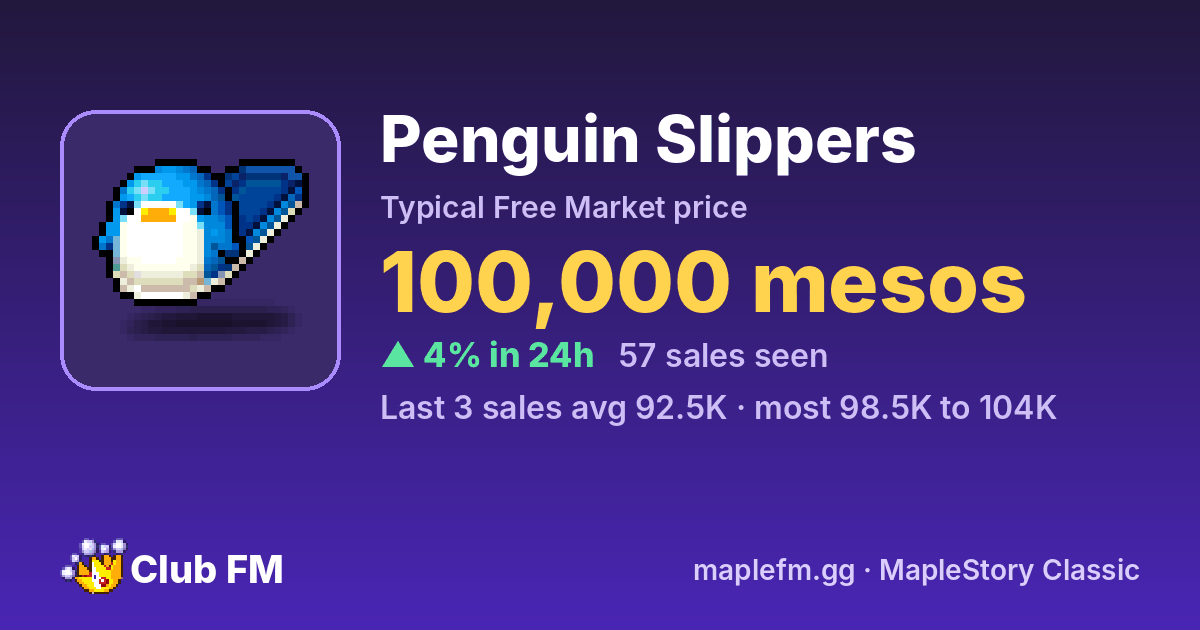 Penguin Slippers
Typical Free Market price
100,000 mesos
▲ 4% in 24h 57 sales seen
Last 3 sales avg 92.5K · most 98.5K to 104K
Club FM
maplefm.gg · MapleStory Classic